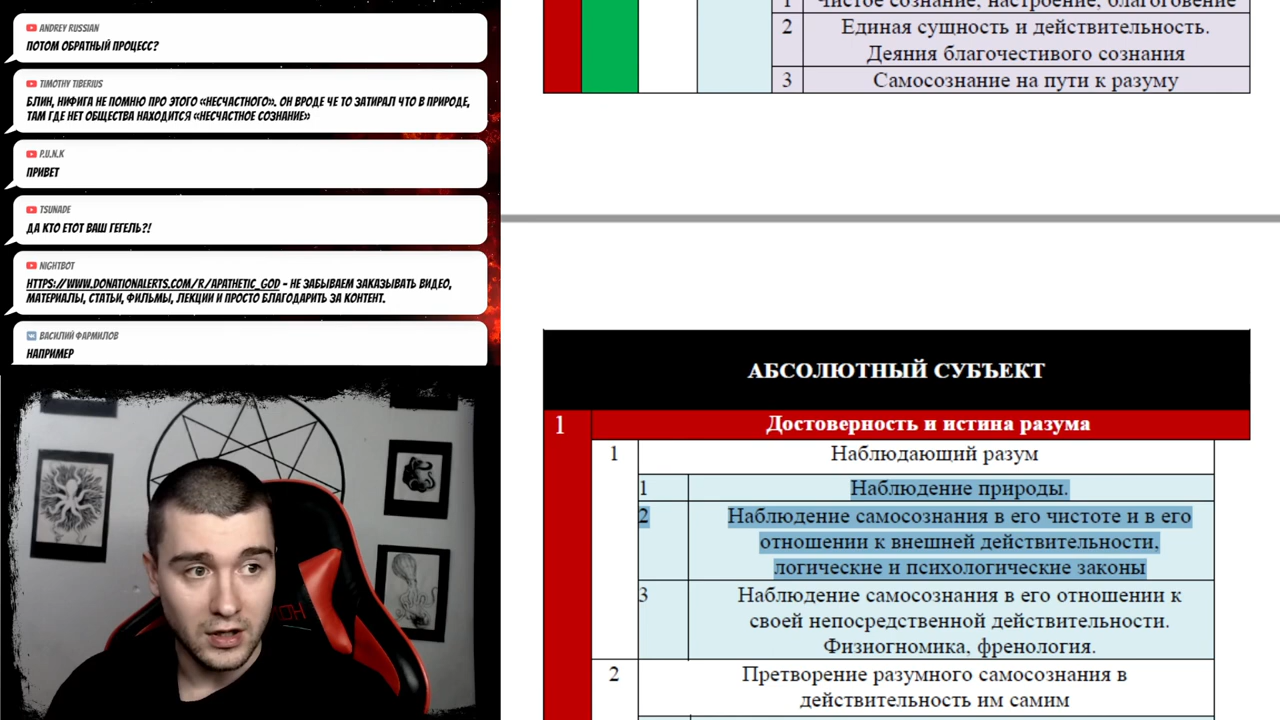 ANDREY RUSSIAN
ПОТОМ ОБРАТНЫЙ ПРОЦЕСС?
TIMOTHY TIBERIUS
БЛИН, НИФИГА НЕ ПОМНЮ ПРО ЭТОГО «НЕСЧАСТНОГО». ОН ВРОДЕ ЧЕ ТО ЗАТИРАЛ ЧТО В ПРИРОДЕ,
ТАМ ГДЕ НЕТ ОБЩЕСТВА НАХОДИТСЯ «НЕСЧАСТНОЕ СОЗНАНИЕ»
P.U.N.K
ПРИВЕТ
TSUNADE
ДА КТО ЕТОТ ВАШ ГЕГЕЛЬ?!
NIGHTBOT
HTTPS://WWW.DONATIONALERTS.COM/R/APATHETIC_GOD - НЕ ЗАБЫВАЕМ ЗАКАЗЫВАТЬ ВИДЕО,
МАТЕРИАЛЫ, СТАТЬИ, ФИЛЬМЫ, ЛЕКЦИИ И ПРОСТО БЛАГОДАРИТЬ ЗА КОНТЕНТ.
ВАСИЛИЙ ФАРМИЛОВ
НАПРИМЕР
1 Чистое сознание, настроение, благоговение
2 Единая сущность и действительность.
Деяния благочестивого сознания
3 Самосознание на пути к разуму
АБСОЛЮТНЫЙ СУБЪЕКТ
1 Достоверность и истина разума
1 Наблюдающий разум
1 Наблюдение природы.
2 Наблюдение самосознания в его чистоте и в его
отношении к внешней действительности,
логические и психологические законы
3 Наблюдение самосознания в его отношении к
своей непосредственной действительности.
Физиогномика, френология.
2 Претворение разумного самосознания в
действительность им самим